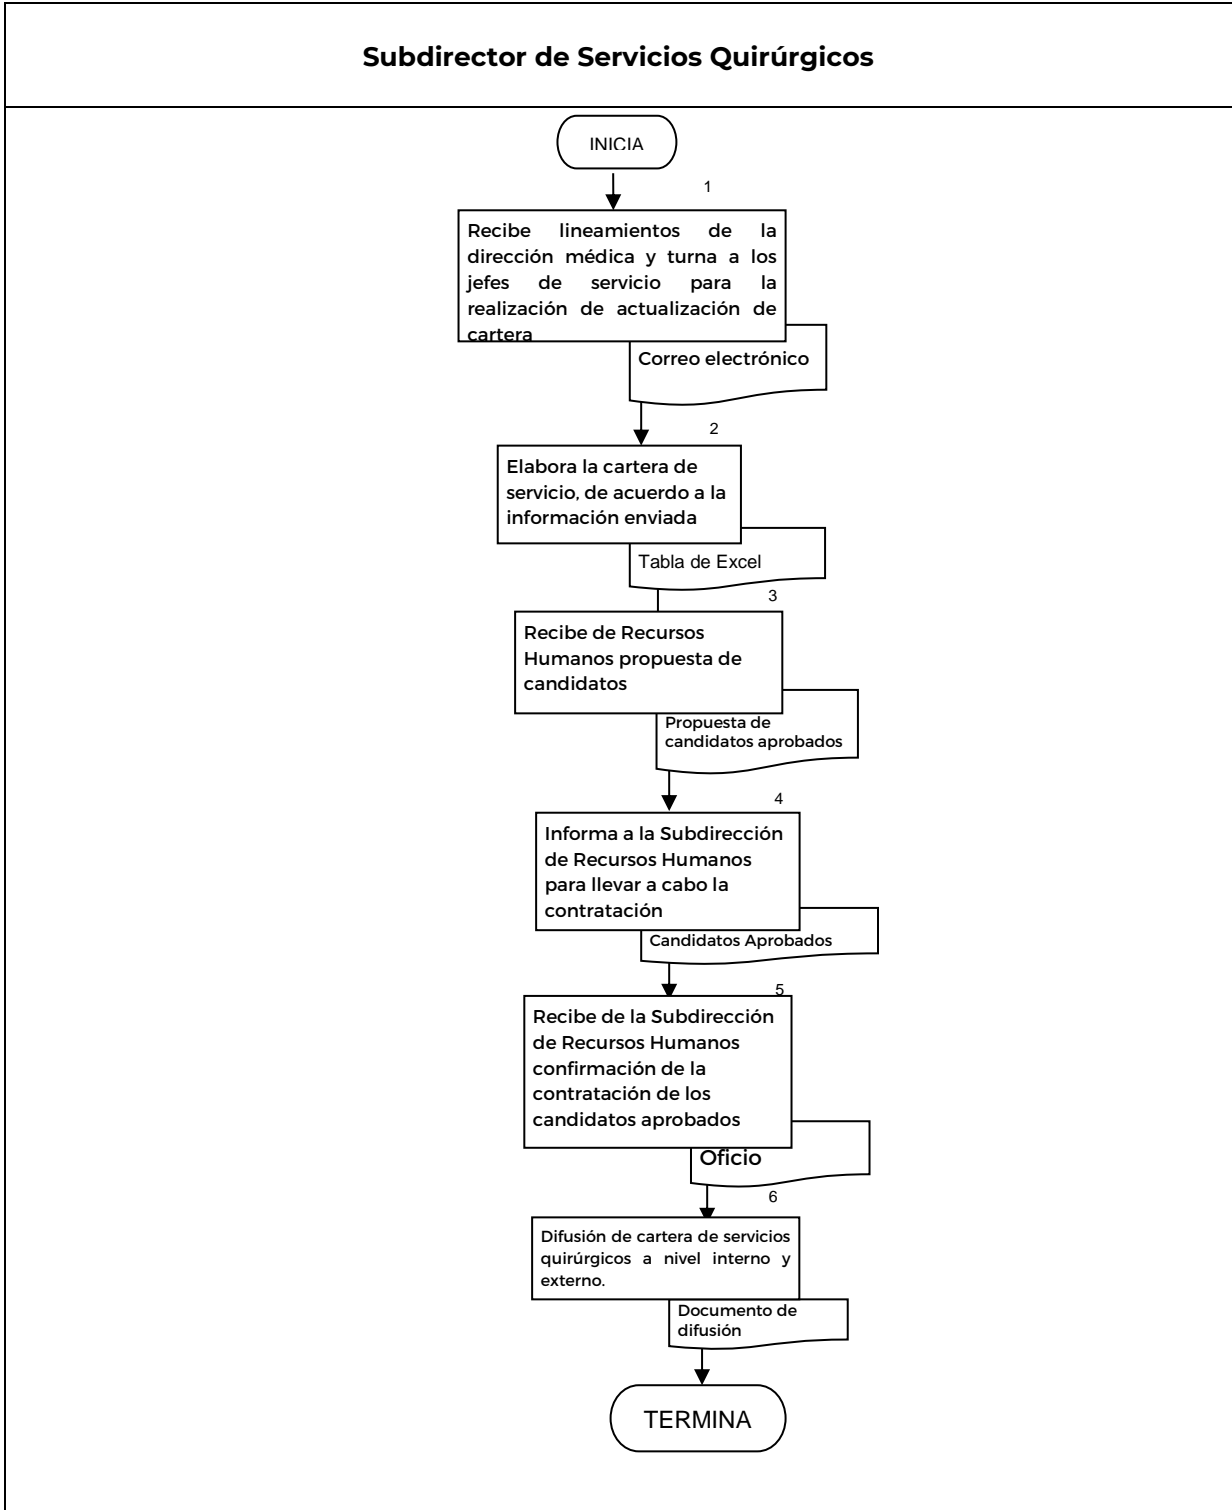 Subdirector de Servicios Quirúrgicos
INICIA
1
Recibe lineamientos de la
dirección médica y turna a los
jefes de servicio para la
realización de actualización de
cartera
Correo electrónico
2
Elabora la cartera de
servicio, de acuerdo a la
información enviada
Tabla de Excel
3
Recibe de Recursos
Humanos propuesta de
candidatos
Propuesta de
candidatos aprobados
4
Informa a la Subdirección
de Recursos Humanos
para llevar a cabo la
contratación
Candidatos Aprobados
5
Recibe de la Subdirección
de Recursos Humanos
confirmación de la
contratación de los
candidatos aprobados
Oficio
6
Difusión de cartera de servicios
quirúrgicos a nivel interno y
externo.
Documento de
difusión
TERMINA